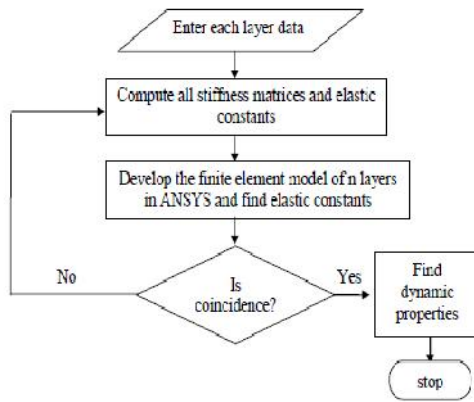 Enter each layer data
Compute all stiffness matrices and elastic
constants
Develop the finite element model of n layers
in ANSYS and find elastic constants
No
Is
coincidence?
Yes
Find
dynamic
properties
stop